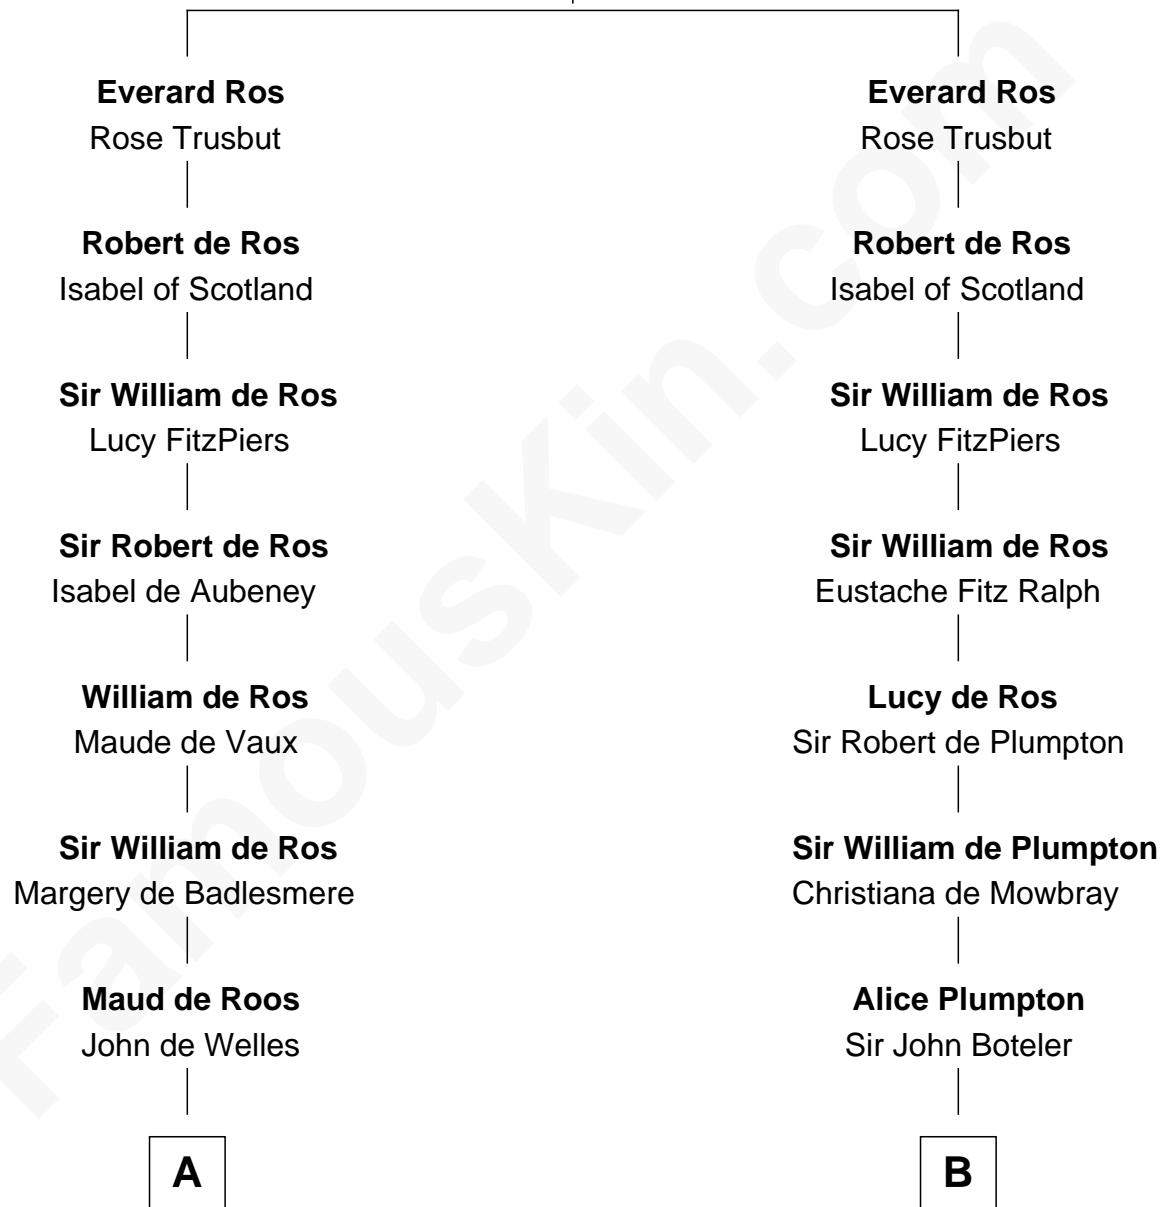 Everard Ros
Rose Trusbut
Robert de Ros
Isabel of Scotland
Sir William de Ros
Lucy FitzPiers
Sir Robert de Ros
Isabel de Aubeney
William de Ros
Maude de Vaux
Sir William de Ros
Margery de Badlesmere
Maud de Roos
John de Welles
A
Everard Ros
Rose Trusbut
Robert de Ros
Isabel of Scotland
Sir William de Ros
Lucy FitzPiers
Sir William de Ros
Eustache Fitz Ralph
Lucy de Ros
Sir Robert de Plumpton
Sir William de Plumpton
Christiana de Mowbray
Alice Plumpton
Sir John Boteler
B
FamousKin.com